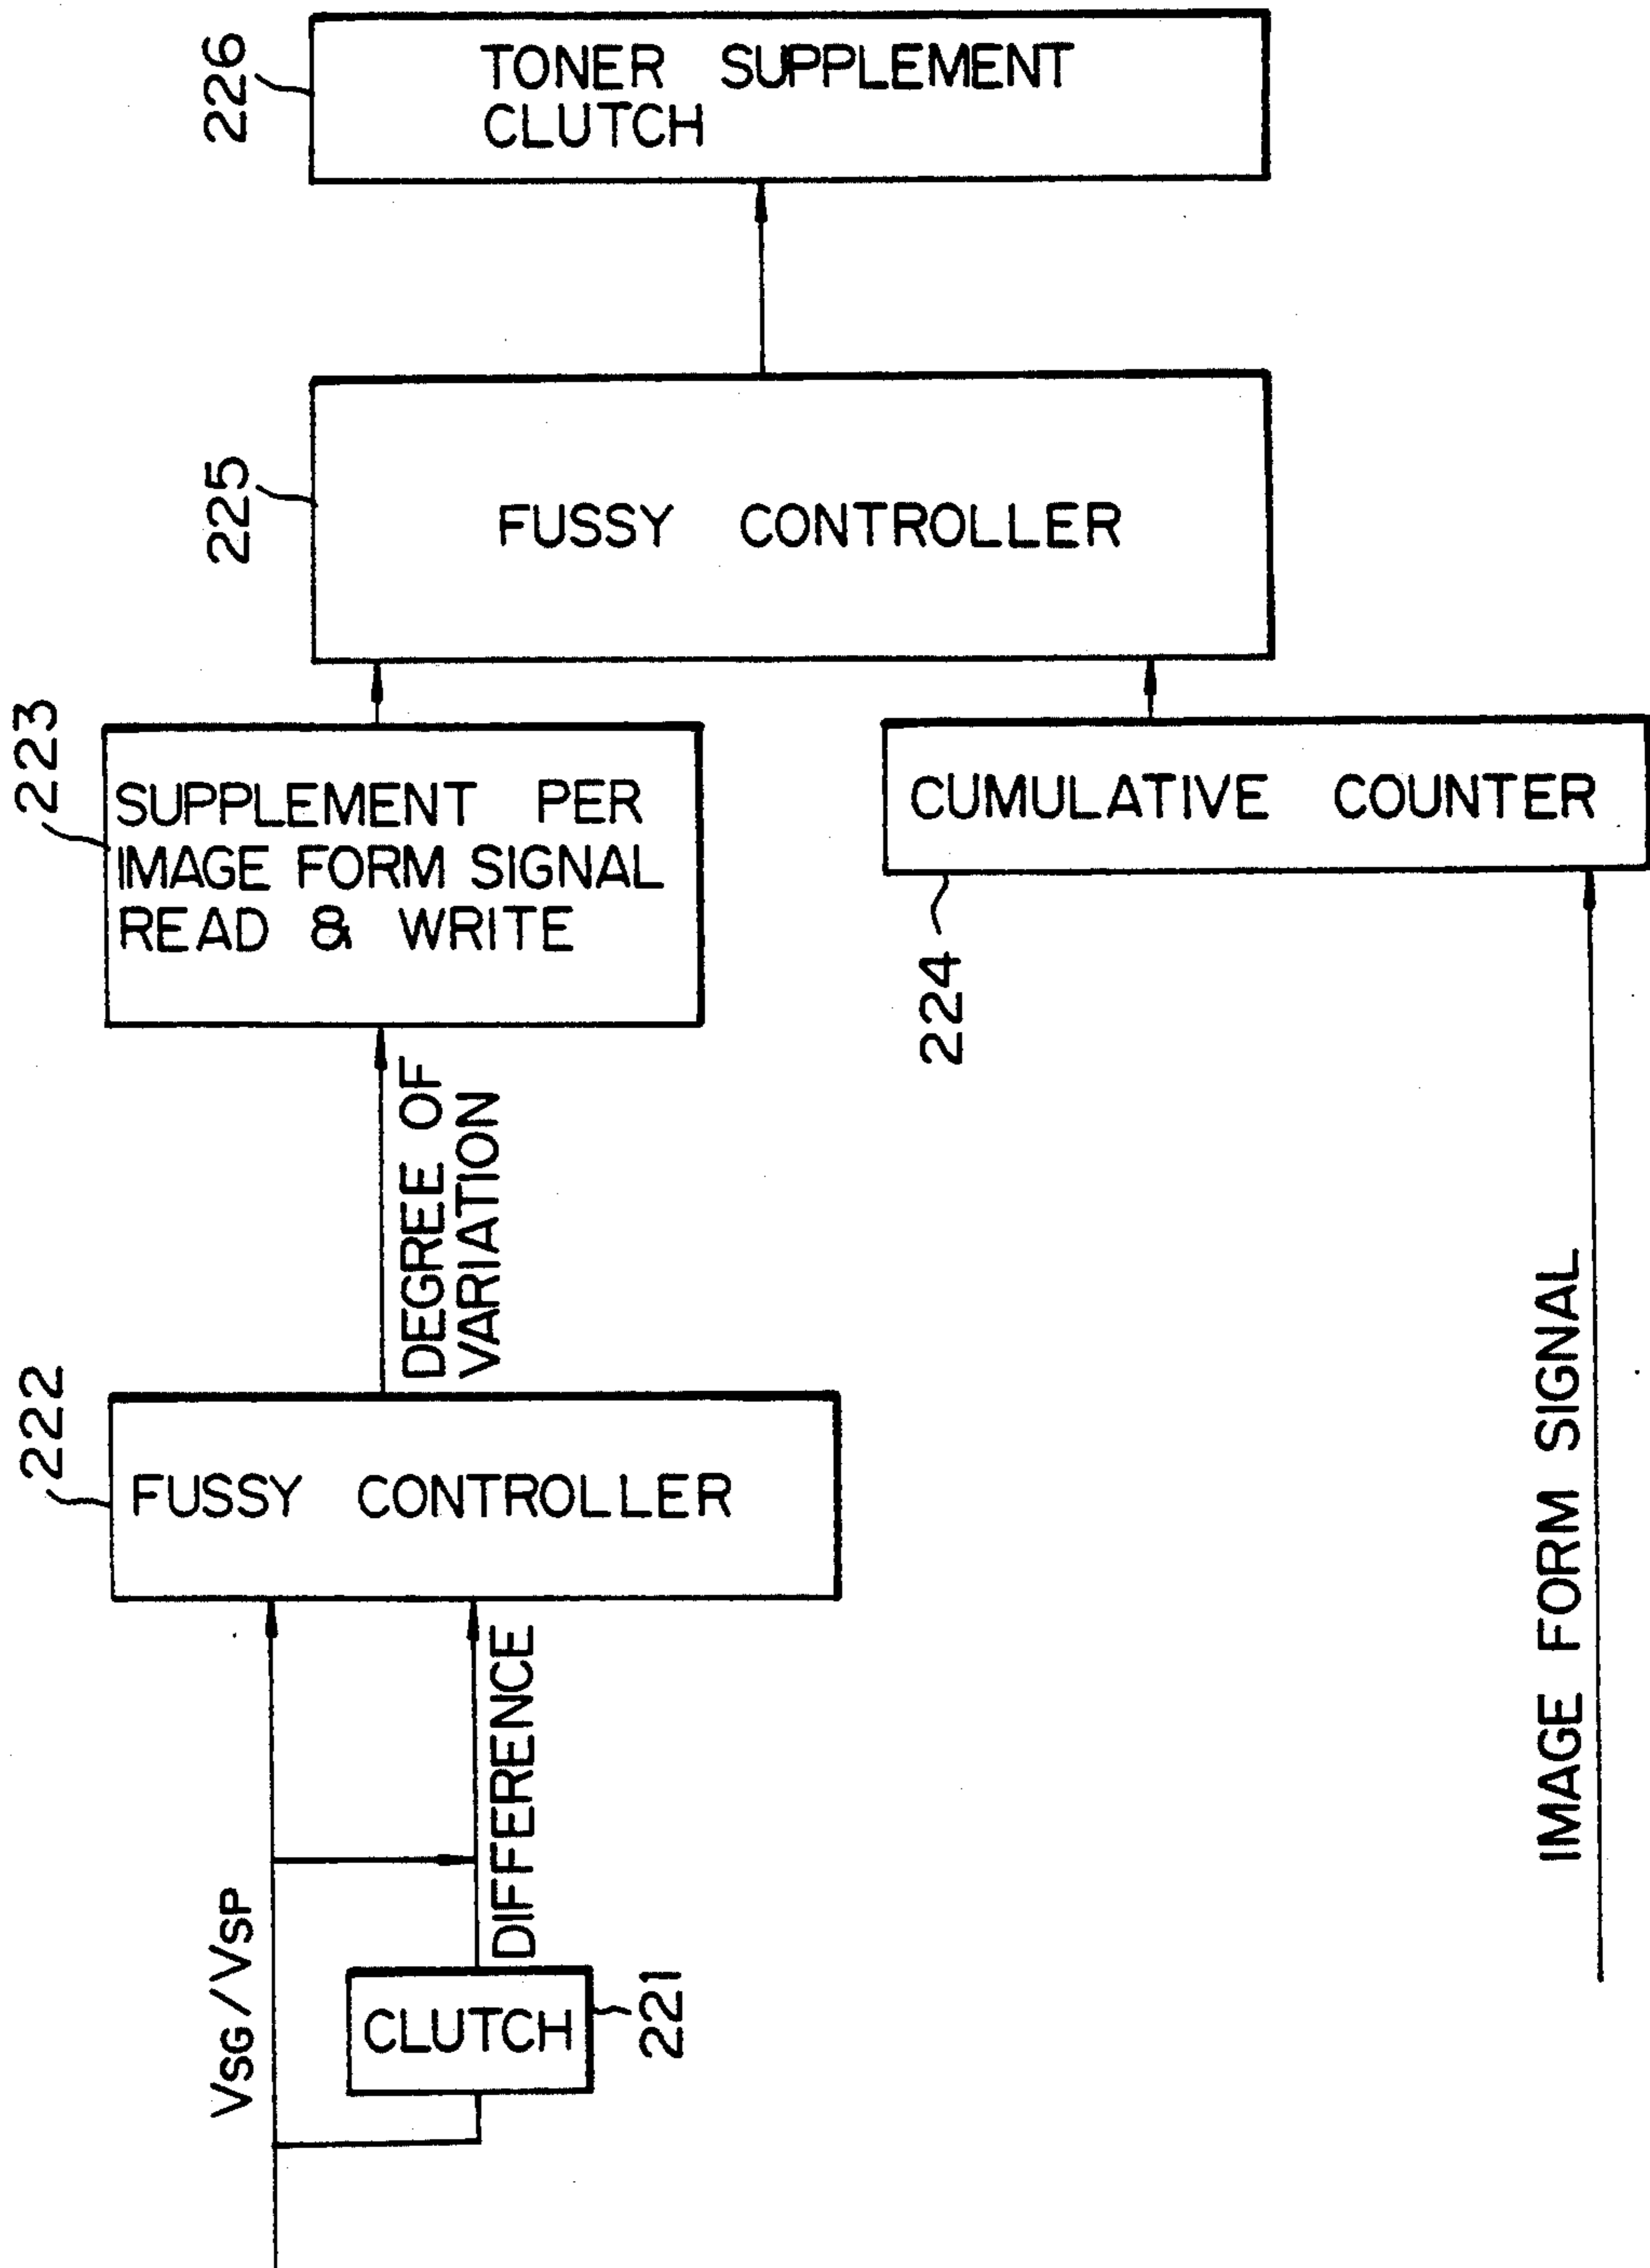 VSG/VSP
CLUTCH
221
DIFFERENCE
222
FUSSY CONTROLLER
DEGREE OF
VARIATION
223
SUPPLEMENT PER
IMAGE FORM SIGNAL
READ & WRITE
IMAGE FORM SIGNAL
224
CUMULATIVE COUNTER
225
FUSSY CONTROLLER
226
TONER SUPPLEMENT
CLUTCH